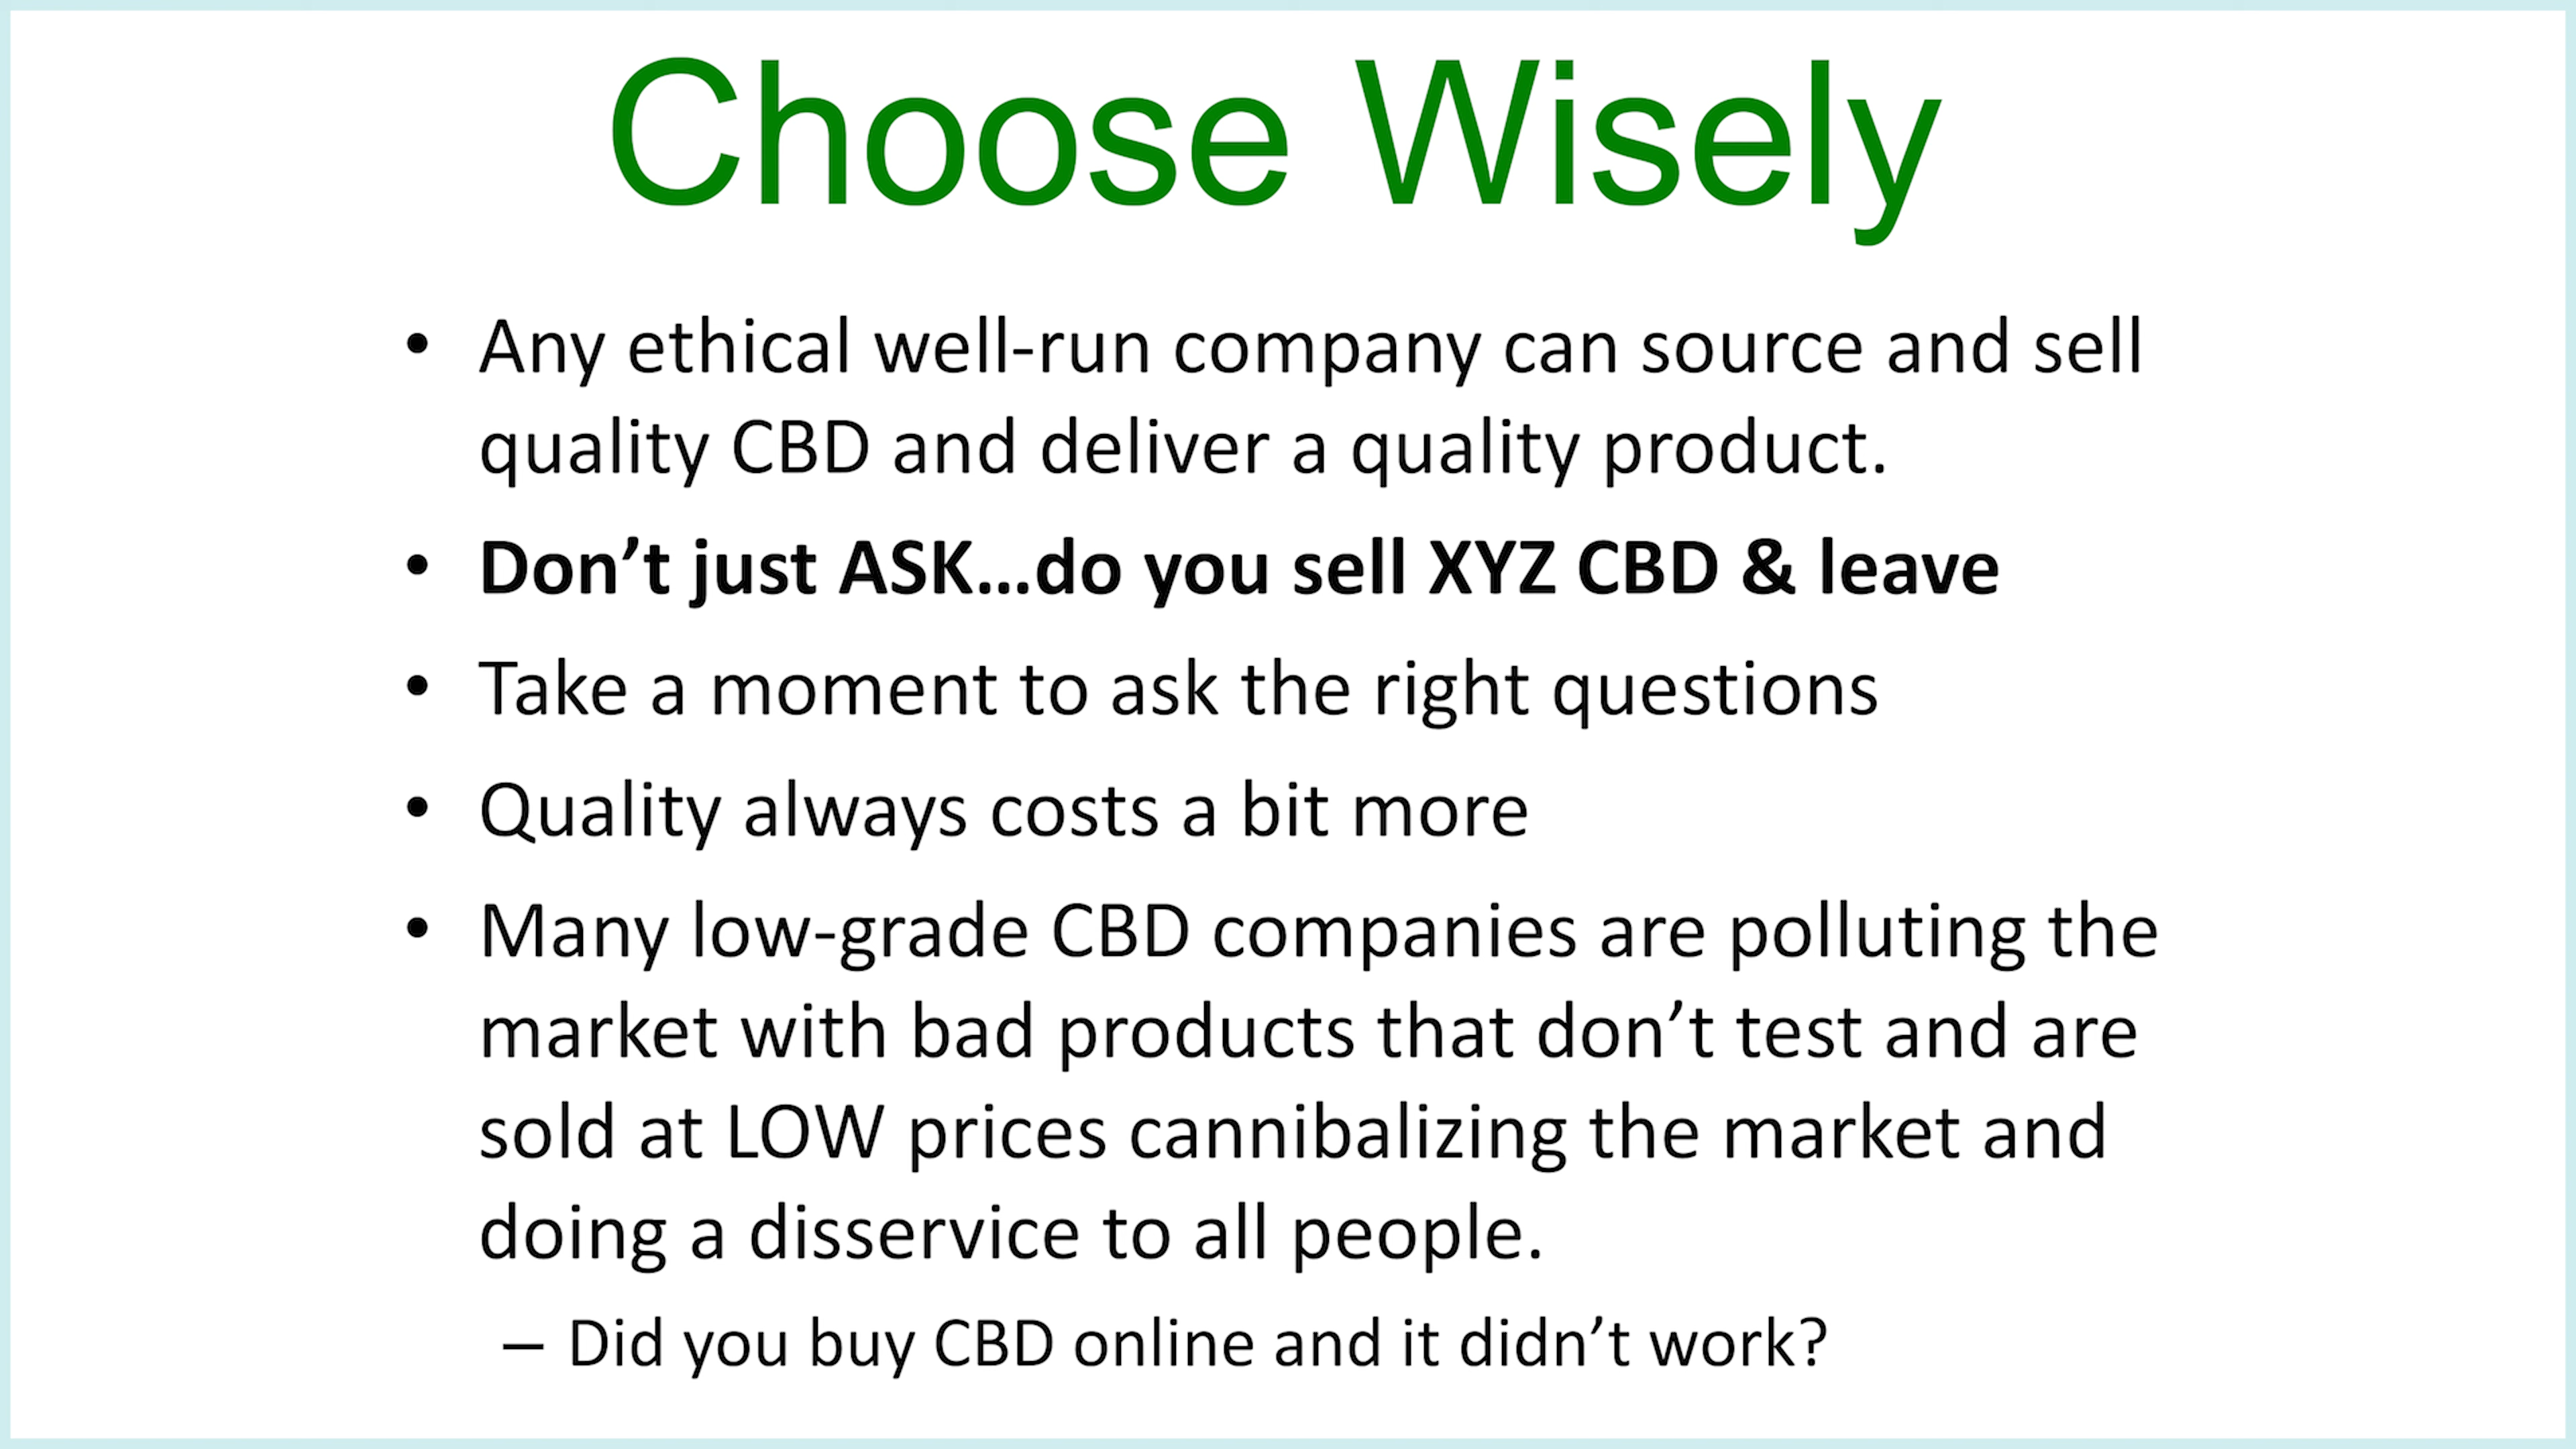 Choose Wisely
• Any ethical well-run company can source and sell
quality CBD and deliver a quality product.
• Don’t just ASK...do you sell XYZ CBD & leave
• Take a moment to ask the right questions
• Quality always costs a bit more
• Many low-grade CBD companies are polluting the
market with bad products that don’t test and are
sold at LOW prices cannibalizing the market and
doing a disservice to all people.
– Did you buy CBD online and it didn’t work?